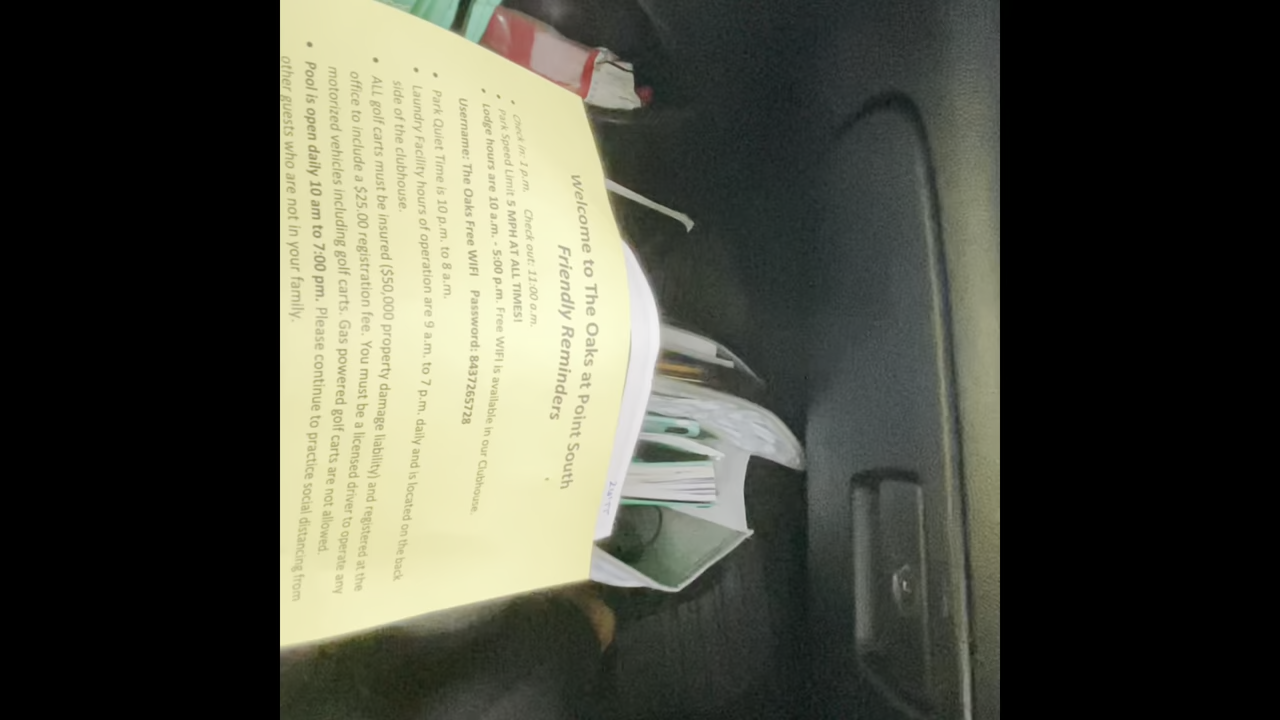 Welcome to The Oaks at Point South
Friendly Reminders
• Check in: 1 p.m. Check out: 11:00 a.m.
• Park Speed Limit 5 MPH AT ALL TIMES!
• Lodge hours are 10 a.m. - 5:00 p.m. Free WIFI is available in our Clubhouse.
Username: The Oaks Free WIFI Password: 8437265728
• Park Quiet Time is 10 p.m. to 8 a.m.
• Laundry Facility hours of operation are 9 a.m. to 7 p.m. daily and is located on the back
side of the clubhouse.
• ALL golf carts must be insured ($50,000 property damage liability) and registered at the
office to include a $25.00 registration fee. You must be a licensed driver to operate any
motorized vehicles including golf carts. Gas powered golf carts are not allowed.
• Pool is open daily 10 am to 7:00 pm. Please continue to practice social distancing from
other guests who are not in your family.